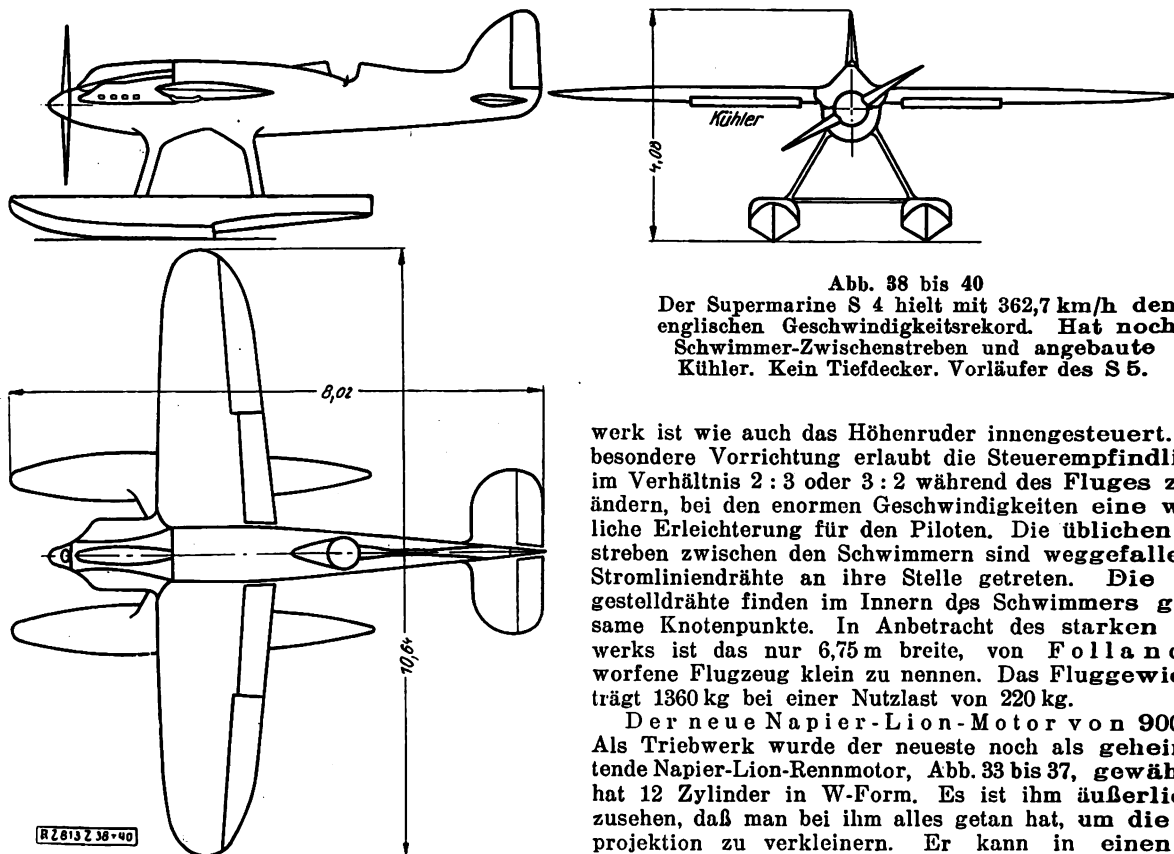 Kühler
4,08
8,02
10,64
RZ813Z38-40
Abb. 38 bis 40
Der Supermarine S 4 hielt mit 362,7 km/h den
englischen Geschwindigkeitsrekord. Hat noch
Schwimmer-Zwischenstreben und angebaute
Kühler. Kein Tiefdecker. Vorläufer des S 5.
werk ist wie auch das Höhenruder innengesteuert.
besondere Vorrichtung erlaubt die Steuerempfindli
im Verhältnis 2 : 3 oder 3 : 2 während des Fluges z
ändern, bei den enormen Geschwindigkeiten eine w
liche Erleichterung für den Piloten. Die üblichen
streben zwischen den Schwimmern sind weggefalle
Stromliniendrähte an ihre Stelle getreten. Die
gestelldrähte finden im Innern des Schwimmers g
same Knotenpunkte. In Anbetracht des starken
werks ist das nur 6,75 m breite, von Follan
worfene Flugzeug klein zu nennen. Das Fluggewi
trägt 1360 kg bei einer Nutzlast von 220 kg.
Der neue Napier-Lion-Motor von 900
Als Triebwerk wurde der neueste noch als gehei
tende Napier-Lion-Rennmotor, Abb. 33 bis 37, gewäh
hat 12 Zylinder in W-Form. Es ist ihm äußerli
zusehen, daß man bei ihm alles getan hat, um die
projektion zu verkleinern. Er kann in einen